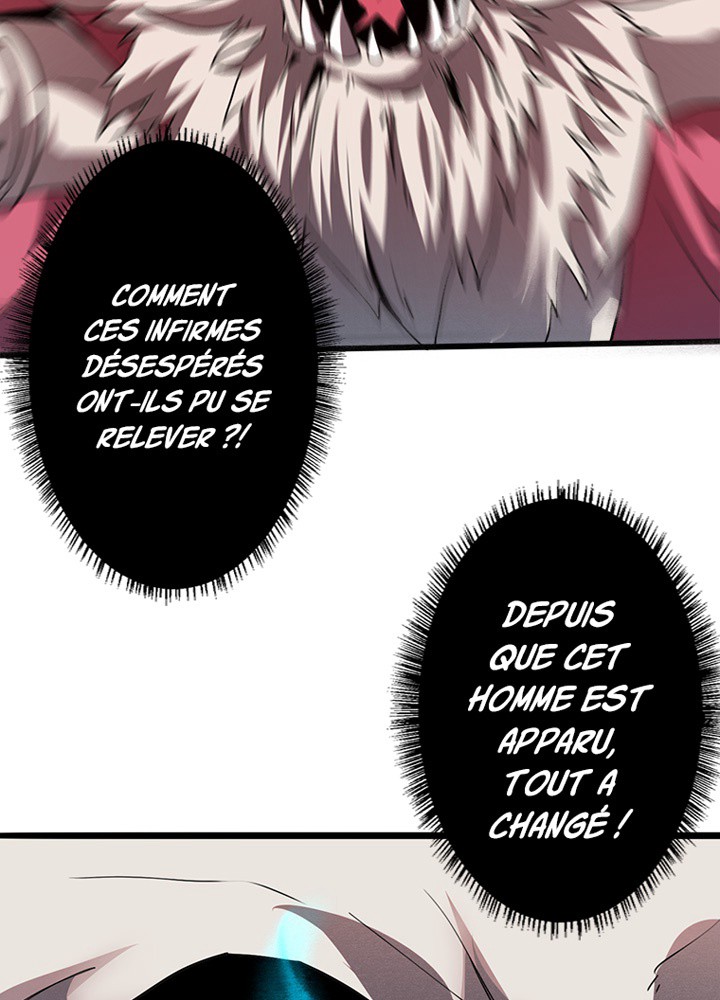 COMMENT
CES INFIRMES
DÉSESPÉRÉS
ONT-ILS PU SE
RELEVER ?!
DEPUIS
QUE CET
HOMME EST
APPARU,
TOUT A
CHANGÉ !